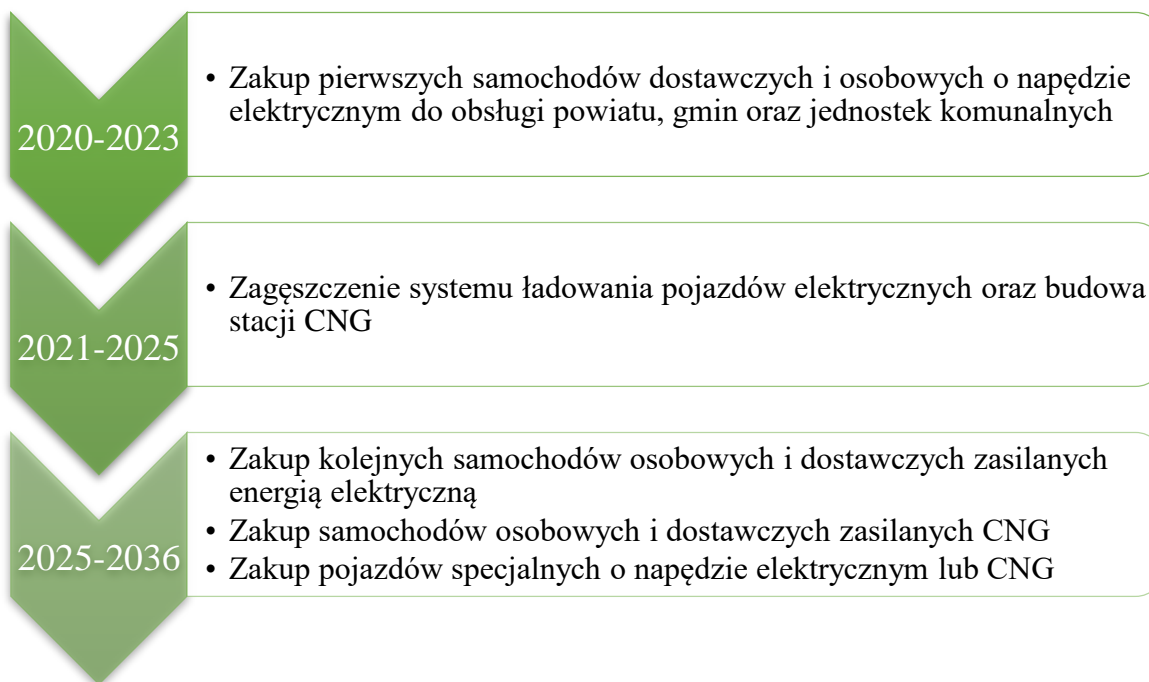 2020-2023
• Zakup pierwszych samochodów dostawczych i osobowych o napędzie
elektrycznym do obsługi powiatu, gmin oraz jednostek komunalnych
2021-2025
• Zagęszczenie systemu ładowania pojazdów elektrycznych oraz budowa
stacji CNG
2025-2036
• Zakup kolejnych samochodów osobowych i dostawczych zasilanych
energią elektryczną
• Zakup samochodów osobowych i dostawczych zasilanych CNG
• Zakup pojazdów specjalnych o napędzie elektrycznym lub CNG